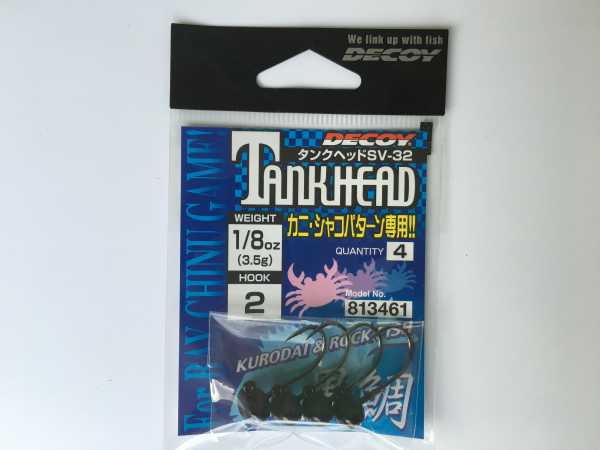 We link up with fish
DECOY
DECOY
タンクヘッドSV-32
TANKHEAD
カニ・シャコパターン専用!!
WEIGHT
1/8oz
(3.5g)
QUANTITY 4
HOOK
2
Model No.
813461
For BAY CHINU GAME!
KURODAI & ROCK
鯛